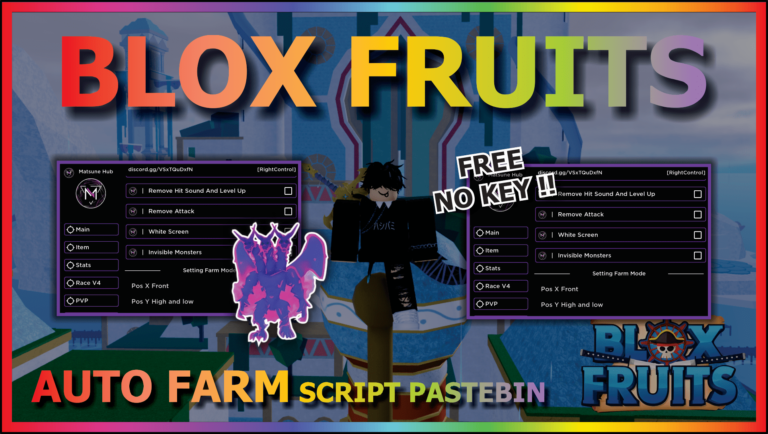 BLOX FRUITS
Matsune Hub
discord.gg/VSxTQuDxfN
[RightControl]
M
| Remove Hit Sound And Level Up
| Remove Attack
| White Screen
| Invisible Monsters
Main
Item
Stats
Race V4
PVP
Setting Farm Mode
Pos X Front
Pos Y High and low
FREE
NO KEY !!
discord.gg/VSxTQuDxfN
[RightControl]
| Remove Hit Sound And Level Up
| Remove Attack
| White Screen
| Invisible Monsters
Main
Item
Stats
Race V4
PVP
Setting Farm Mode
Pos X Front
Pos Y High and low
BLOX
FRUITS
AUTO FARM SCRIPT PASTEBIN